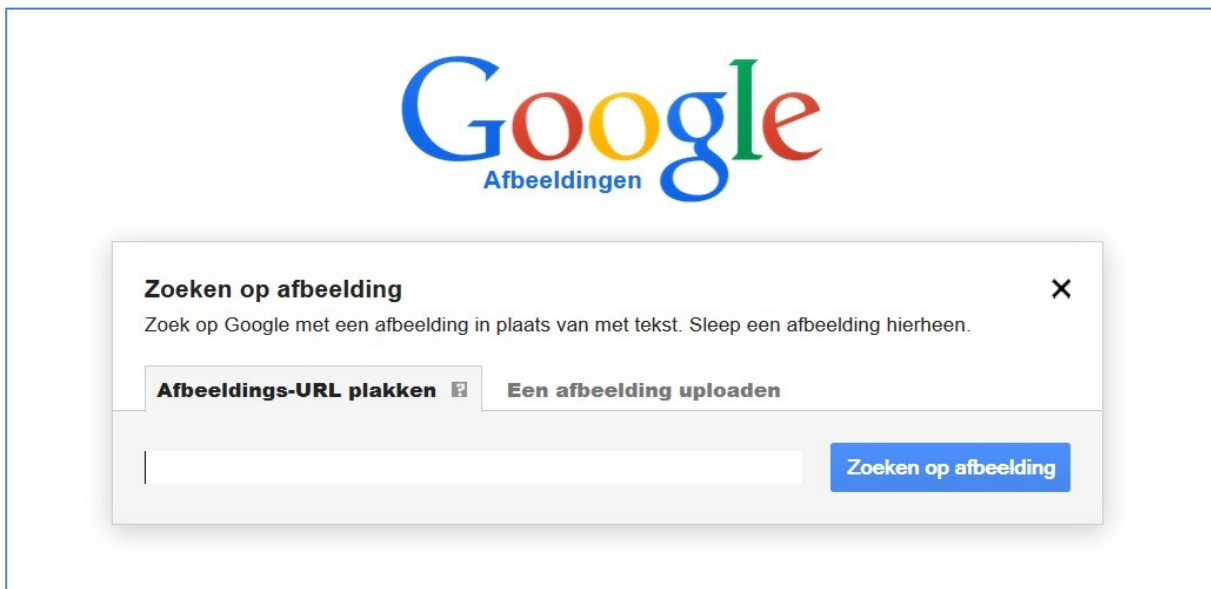 Google
Afbeeldingen
Zoeken op afbeelding
Zoek op Google met een afbeelding in plaats van met tekst. Sleep een afbeelding hierheen.
Afbeeldings-URL plakken ? Een afbeelding uploaden
Zoeken op afbeelding